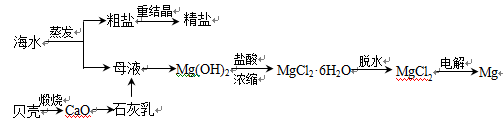 粗盐 重结晶 精盐
海水 蒸发
母液 Mg(OH)₂ 盐酸 浓缩 MgCl₂·6H₂O 脱水 MgCl₂ 电解 Mg
贝壳 煅烧 CaO 石灰乳